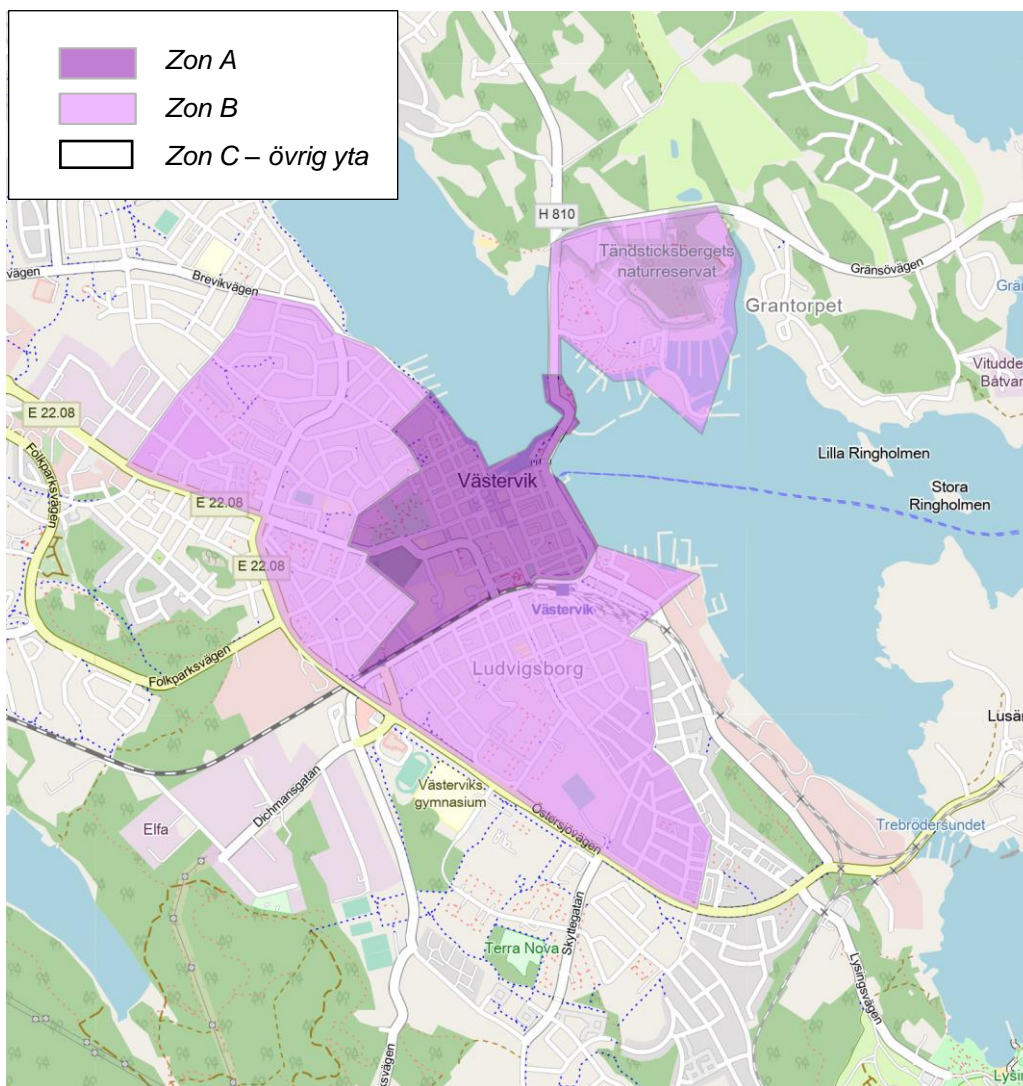 Zon A
Zon B
Zon C – övrig yta
H 810
Tändsticksbergets
naturreservat
Gränsövägen
Grantorpet
Brevikvägen
vägen
E 22.08
Folkparksvägen
E 22.08
E 22.08
Västervik
Lilla Ringholmen
Stora
Ringholmen
Västervik
Ludvigsborg
Folkparksvägen
Dichmansgatan
Västerviks
gymnasium
Elfa
Östersjövägen
Trebrödersundet
Skyttegatan
Terra Nova
Lysingsvägen